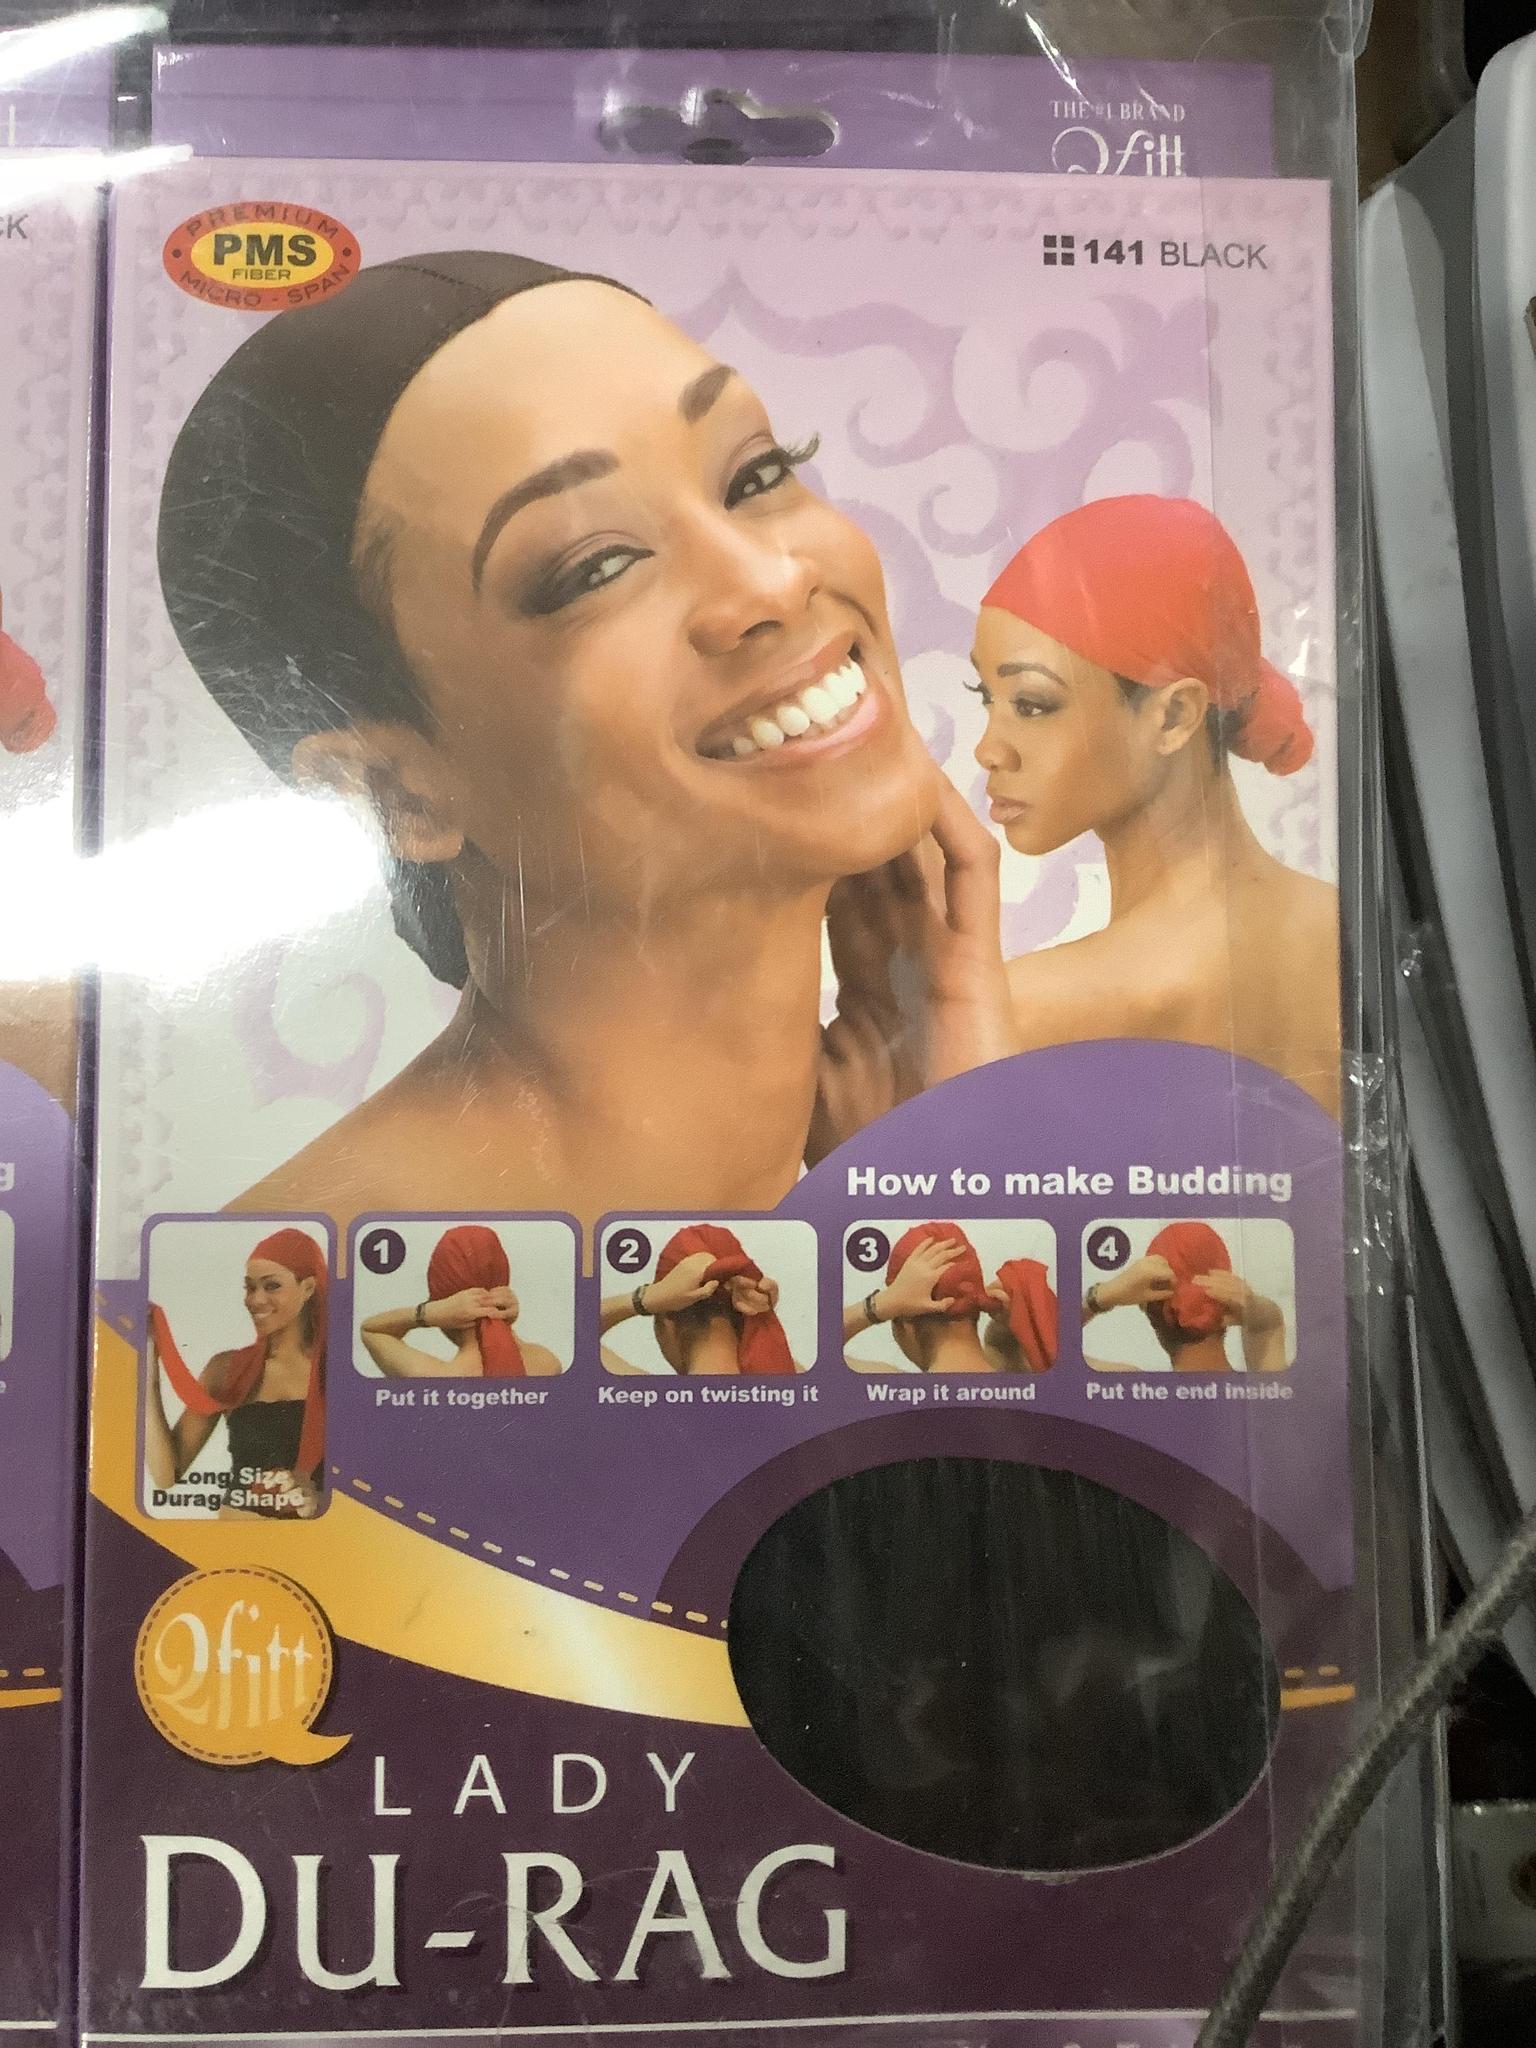 THE #1 BRAND
Qfitt
PREMIUM
PMS
FIBER
MICRO - SPAN
141 BLACK
CK
How to make Budding
g
1
2
3
4
Put it together
Keep on twisting it
Wrap it around
Put the end inside
e
Long Size
Durag Shape
Qfitt
LADY
DU-RAG